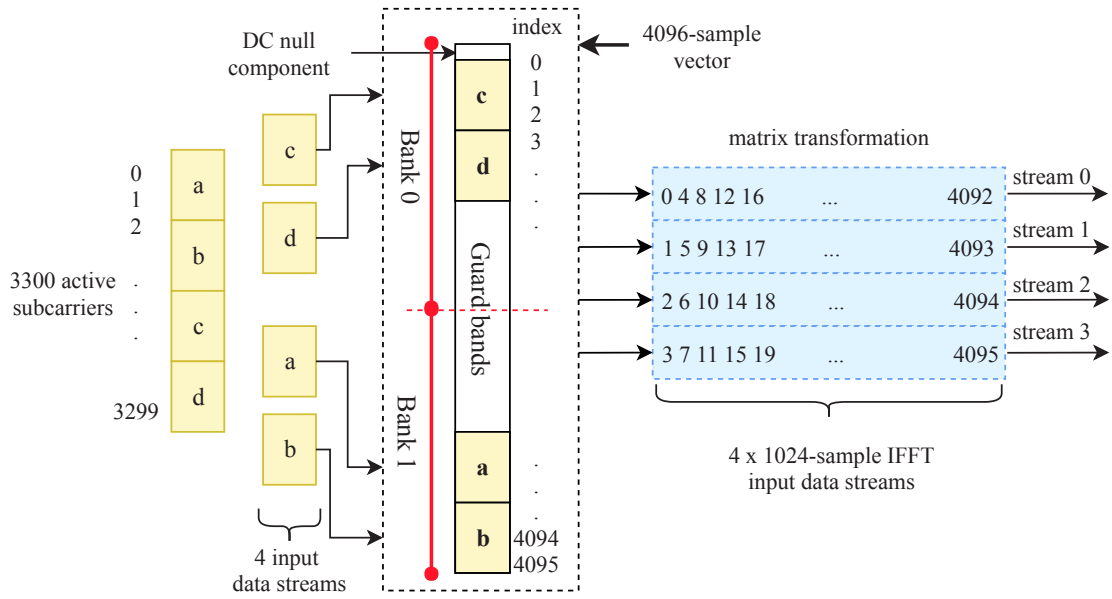 index
DC null
component
4096-sample
vector
0
1
2
3
.
.
.
c
d
Guard bands
a
b
.
.
.
4094
4095
Bank 0
Bank 1
c
d
a
b
4 input
data streams
0
1
2
.
.
.
3299
3300 active
subcarriers
a
b
c
d
matrix transformation
0 4 8 12 16 ... 4092
1 5 9 13 17 ... 4093
2 6 10 14 18 ... 4094
3 7 11 15 19 ... 4095
stream 0
stream 1
stream 2
stream 3
4 x 1024-sample IFFT
input data streams